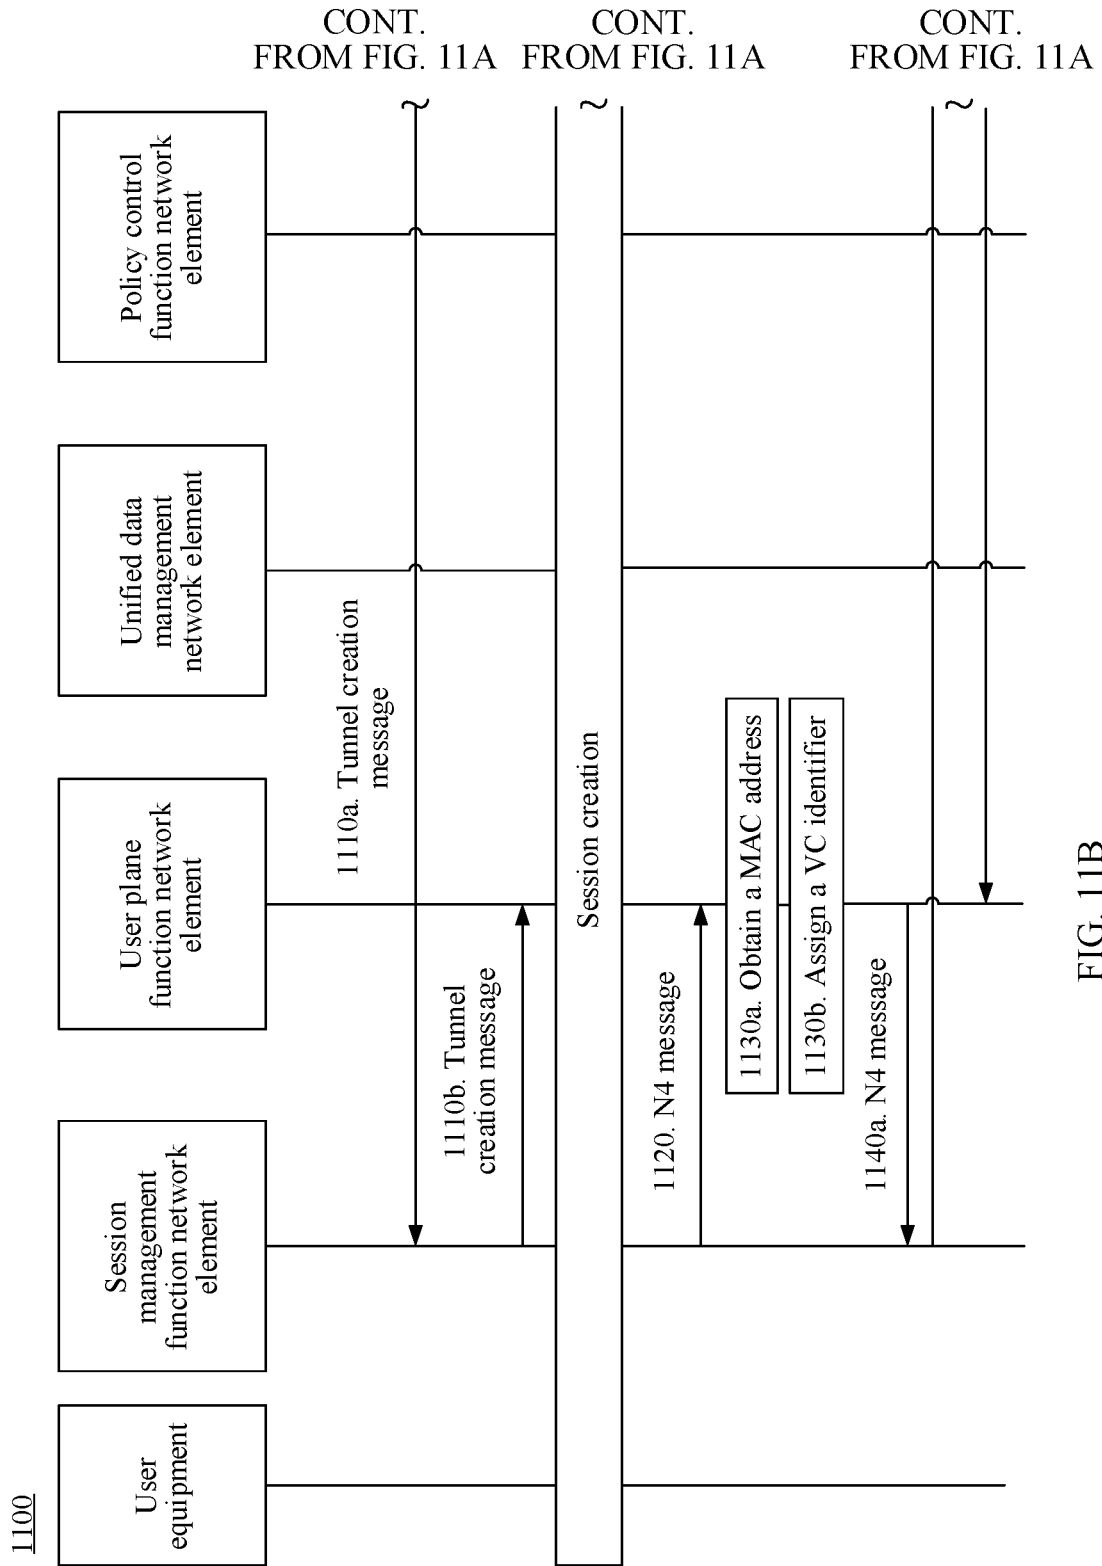 1100
User
equipment
Session
management
function network
element
User plane
function network
element
Unified data
management
network element
Policy control
function network
element
CONT.
FROM FIG. 11A
1110a. Tunnel creation
message
1110b. Tunnel
creation message
CONT.
FROM FIG. 11A
Session creation
1120. N4 message
1130a. Obtain a MAC address
1130b. Assign a VC identifier
1140a. N4 message
CONT.
FROM FIG. 11A
FIG. 11B